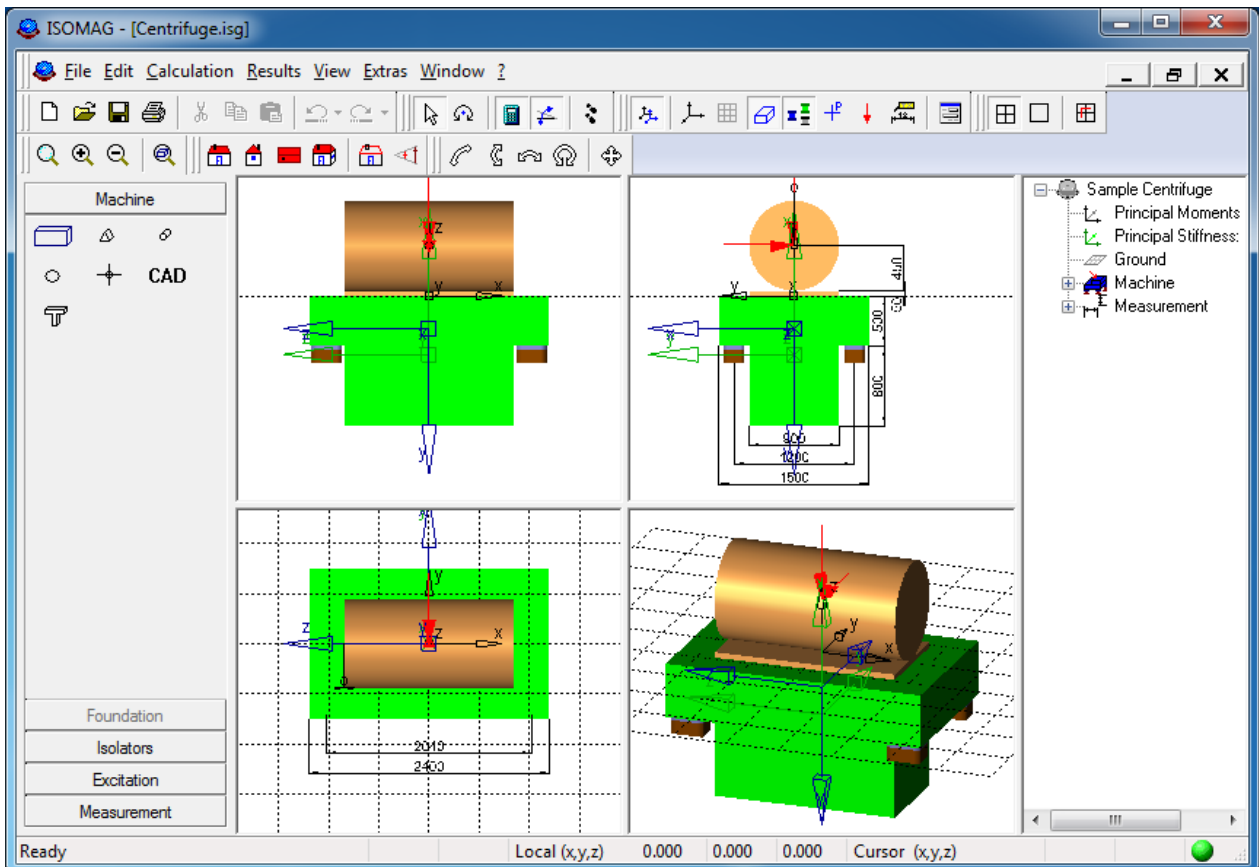 ISOMAG - [Centrifuge.isg]
File Edit Calculation Results View Extras Window ?
Machine
CAD
Foundation
Isolators
Excitation
Measurement
z
y
x
z
y
x
450
500
800
900
1200
1500
z
y
x
z
2400
z
y
x
Sample Centrifuge
Principal Moments
Principal Stiffness:
Ground
Machine
Measurement
Ready
Local (x,y,z) 0.000 0.000 0.000 Cursor (x,y,z)